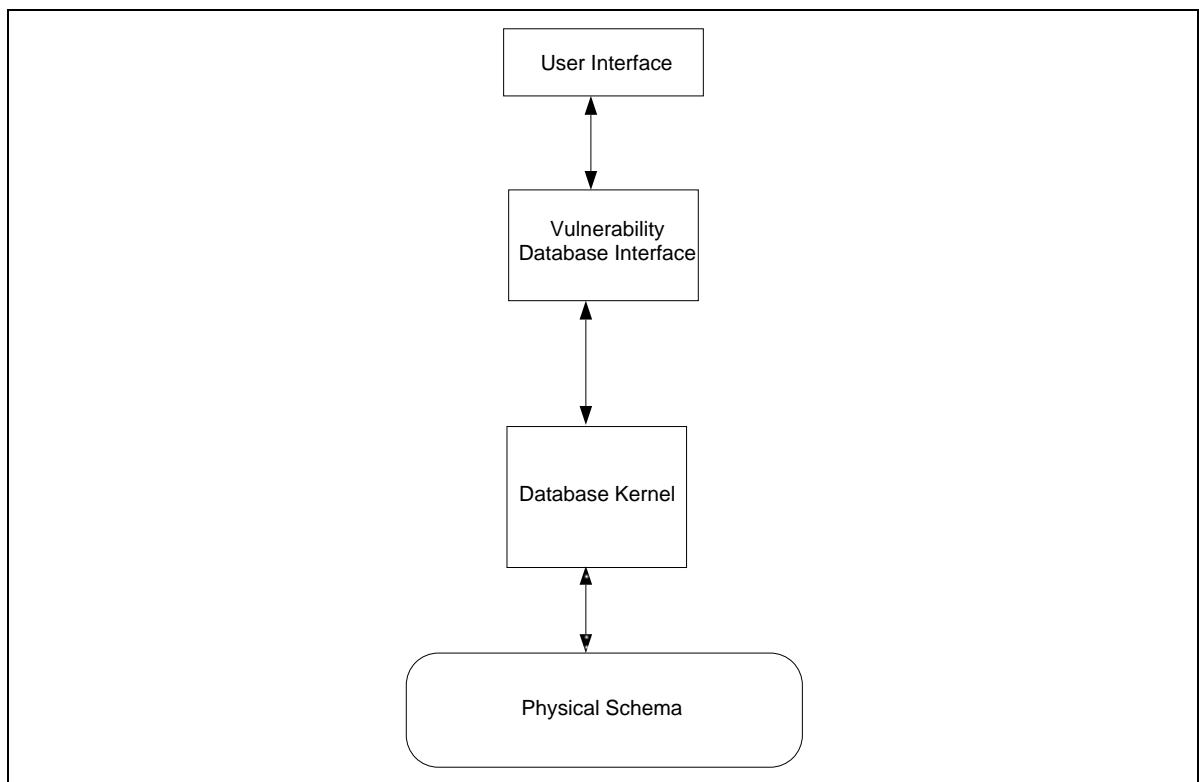 User Interface
Vulnerability
Database Interface
Database Kernel
Physical Schema